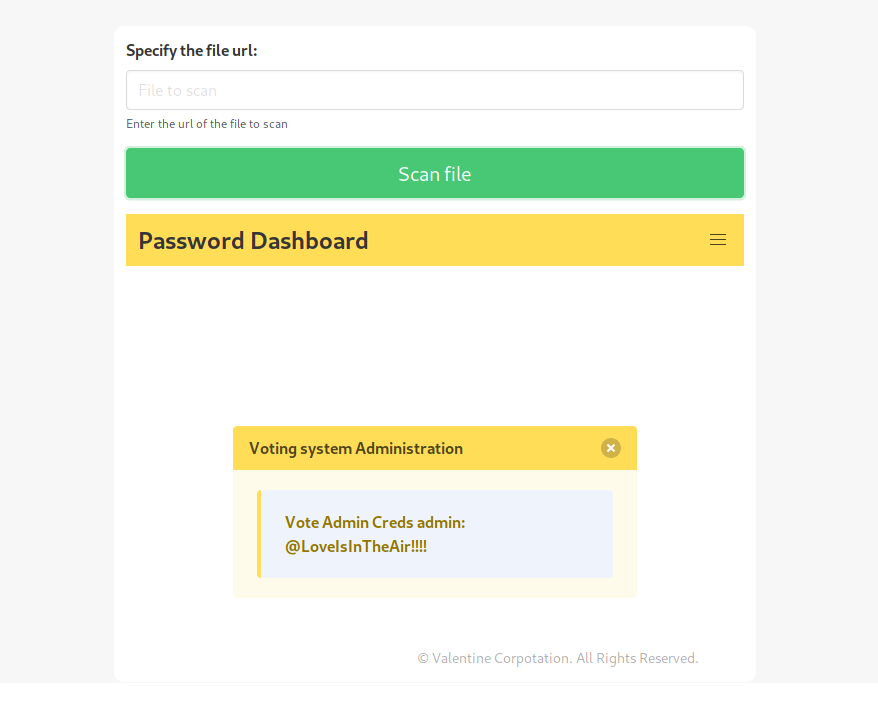 Specify the file url:
File to scan
Enter the url of the file to scan
Scan file
Password Dashboard
Voting system Administration
Vote Admin Creds admin:
@LoveIsInTheAir!!!!
© Valentine Corpotation. All Rights Reserved.